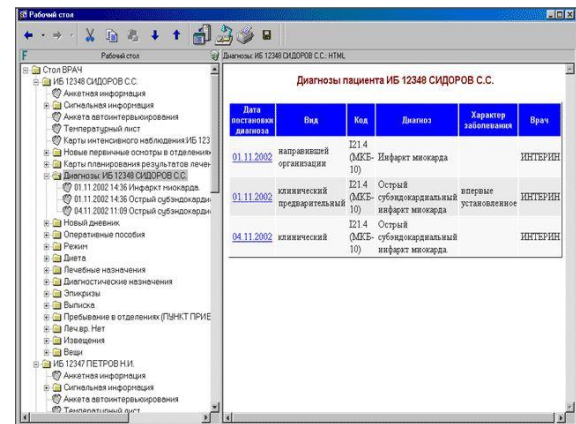 Рабочий стол
Рабочий стол
Диагнозы: ИБ 12348 СИДОРОВ С.С.: HTML
Стол ВРАЧ
ИБ 12348 СИДОРОВ С.С.
Анкетная информация
Сигнальная информация
Анкета автоинтервьюирования
Температурный лист
Карты интенсивного наблюдения ИБ 123
Новые первичные осмотры в отделениях
Карты планирования результатов лечен
Диагнозы: ИБ 12348 СИДОРОВ С.С.
01.11.2002 14:36 Инфаркт миокарда.
01.11.2002 14:36 Острый субэндокарди
04.11.2002 11:09 Острый субэндокарди
Новый дневник
Оперативные пособия
Режим
Диета
Лечебные назначения
Диагностические назначения
Эпикризы
Выписка
Пребывание в отделениях (ПУНКТ ПРИЕ
Леч.вр. Нет
Извещения
Вещи
ИБ 12347 ПЕТРОВ Н.И.
Анкетная информация
Сигнальная информация
Анкета автоинтервьюирования
Температурный лист
Диагнозы пациента ИБ 12348 СИДОРОВ С.С.
Дата постановки диагноза Вид Код Диагноз Характер заболевания Врач
01.11.2002 направившей организации I21.4 (МКБ-10) Инфаркт миокарда ИНТЕРИН
01.11.2002 клинический предварительный I21.4 (МКБ-10) Острый субэндокардиальный инфаркт миокарда впервые установленное ИНТЕРИН
04.11.2002 клинический I21.4 (МКБ-10) Острый субэндокардиальный инфаркт миокарда. ИНТЕРИН